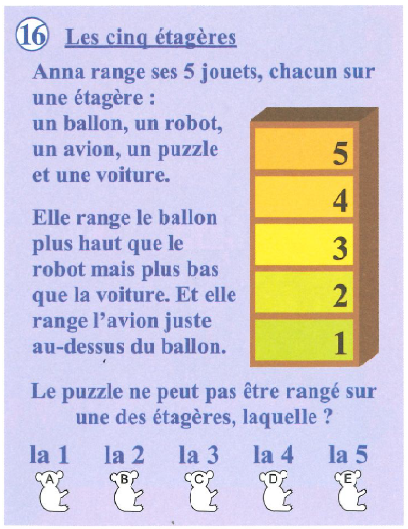 16 Les cinq étagères
Anna range ses 5 jouets, chacun sur
une étagère :
un ballon, un robot,
un avion, un puzzle
et une voiture.
Elle range le ballon
plus haut que le
robot mais plus bas
que la voiture. Et elle
range l'avion juste
au-dessus du ballon.
5
4
3
2
1
Le puzzle ne peut pas être rangé sur
une des étagères, laquelle ?
la 1 la 2 la 3 la 4 la 5
A B C D E